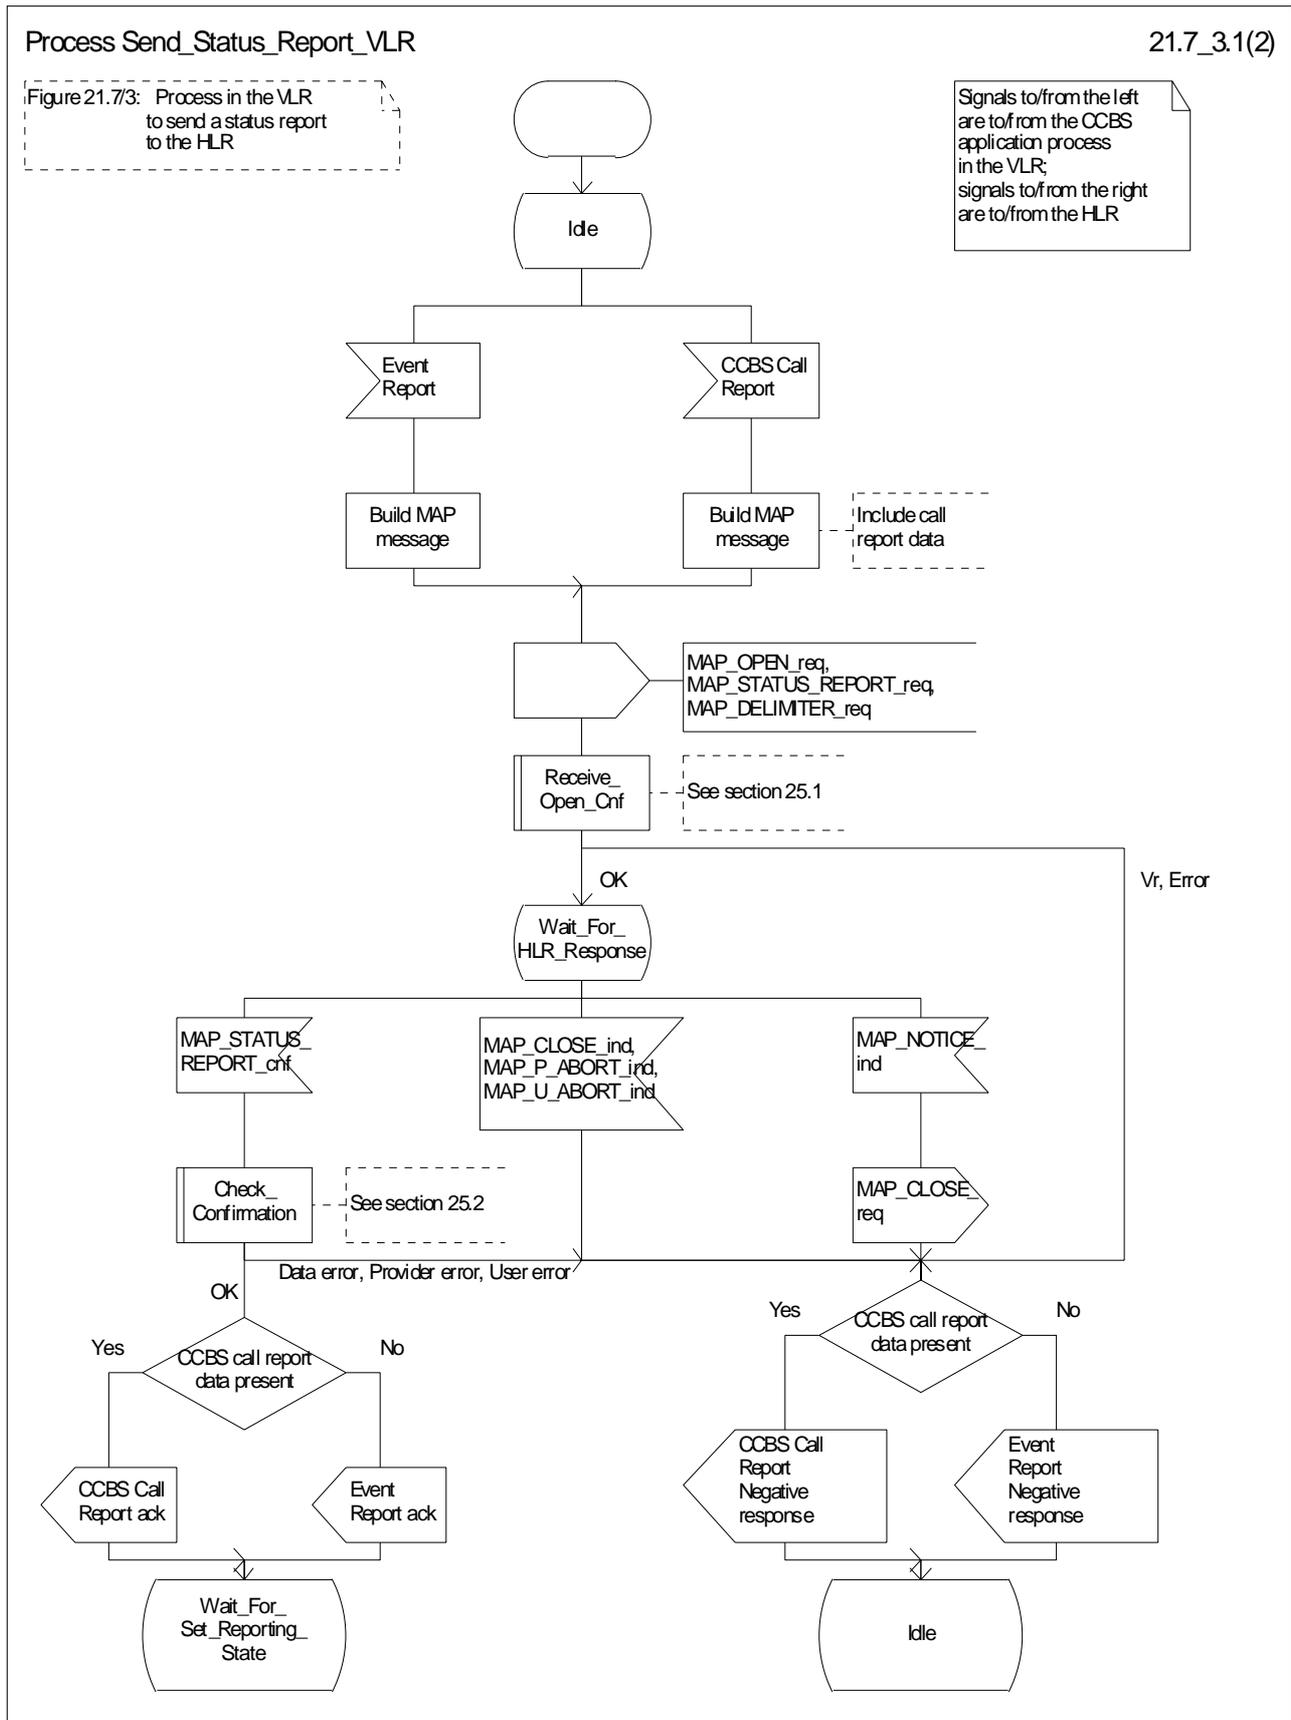 Process Send_Status_Report_VLR
21.7_3.1(2)
Figure 21.7/3: Process in the VLR
to send a status report
to the HLR
Signals to/from the left
are to/from the CCBS
application process
in the VLR;
signals to/from the right
are to/from the HLR
Idle
Event
Report
CCBS Call
Report
Build MAP
message
Build MAP
message
Include call
report data
MAP_OPEN_req,
MAP_STATUS_REPORT_req,
MAP_DELIMITER_req
Receive_
Open_Cnf
See section 25.1
OK
Vr, Error
Wait_For_
HLR_Response
MAP_STATUS_
REPORT_cnf
MAP_CLOSE_ind,
MAP_P_ABORT_ind,
MAP_U_ABORT_ind
MAP_NOTICE_
ind
Check_
Confirmation
See section 25.2
MAP_CLOSE_
req
Data error, Provider error, User error
OK
Yes
CCBS call report
data present
No
Yes
CCBS call report
data present
No
CCBS Call
Report ack
Event
Report ack
CCBS Call
Report
Negative
response
Event
Report
Negative
response
Wait_For_
Set_Reporting_
State
Idle